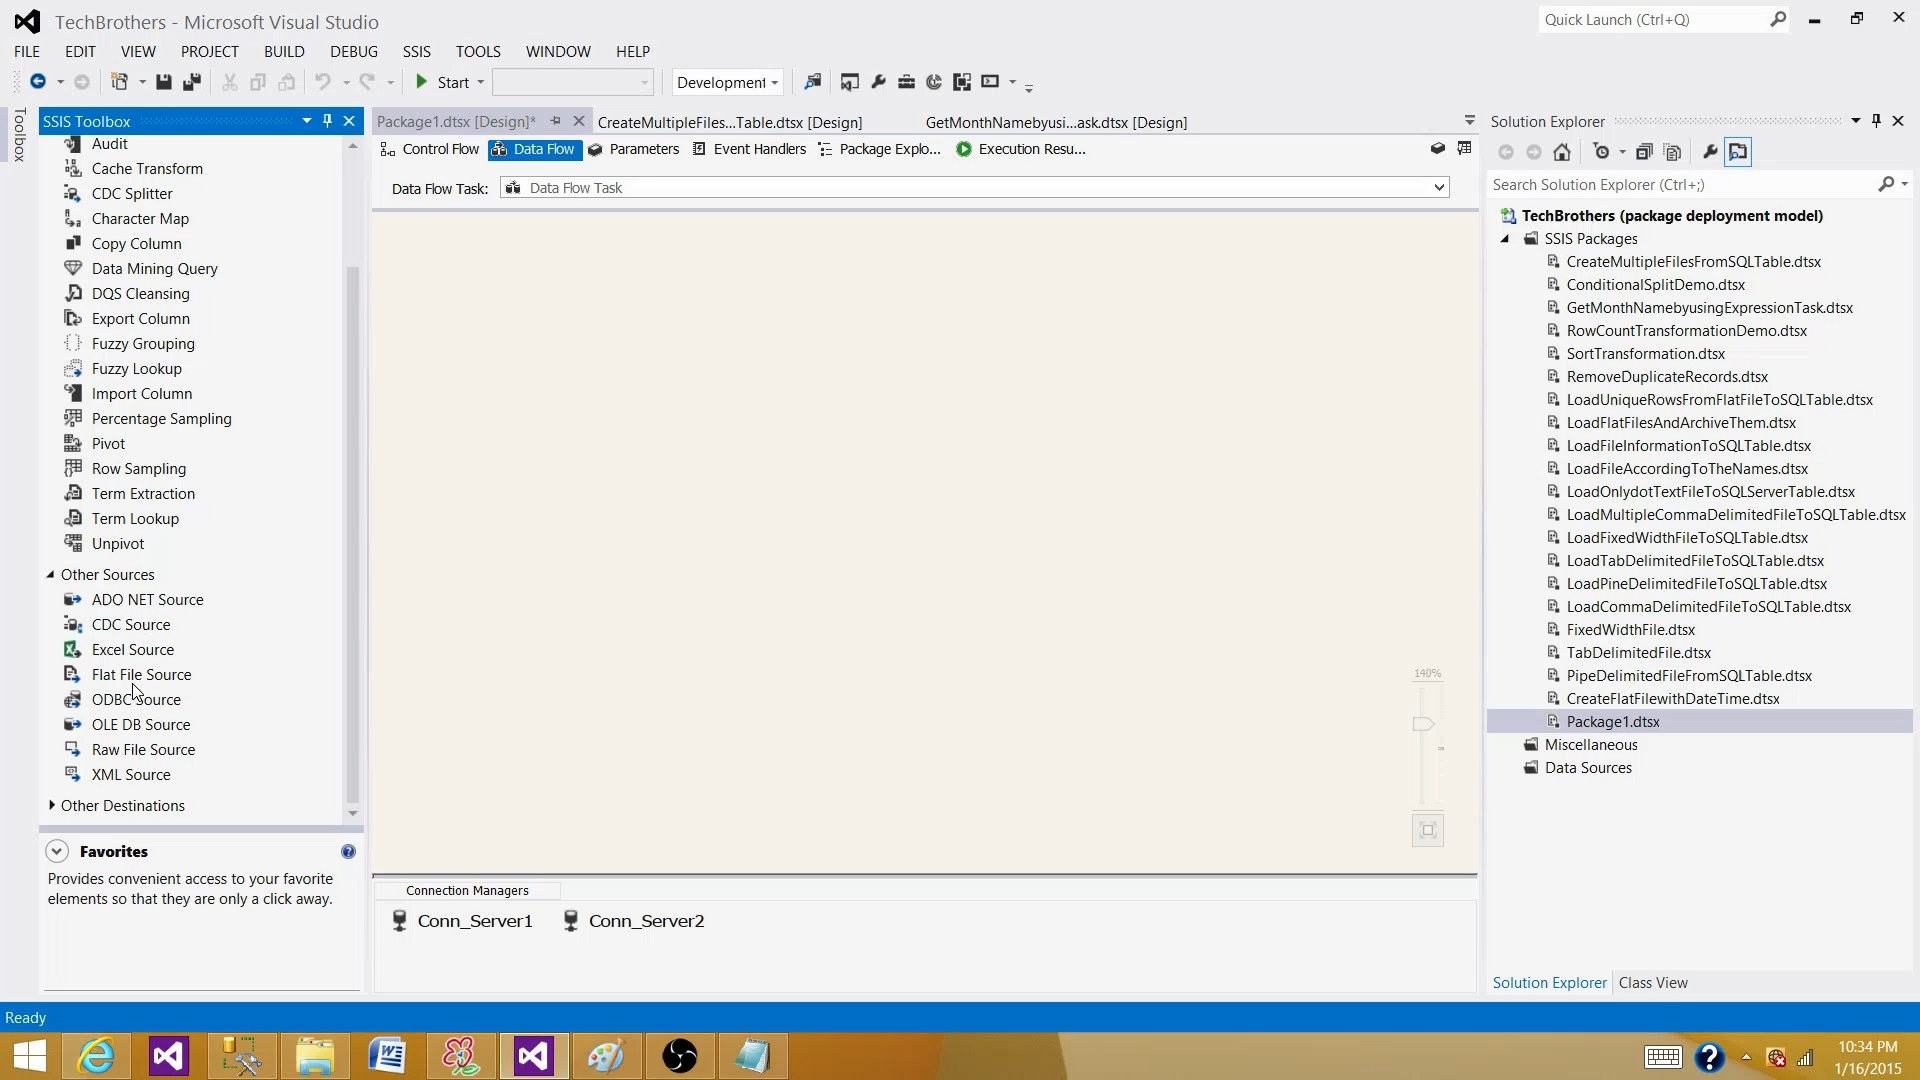 TechBrothers - Microsoft Visual Studio
Quick Launch (Ctrl+Q)
FILE EDIT VIEW PROJECT BUILD DEBUG SSIS TOOLS WINDOW HELP
Start
Development
Toolbox
SSIS Toolbox
Audit
Cache Transform
CDC Splitter
Character Map
Copy Column
Data Mining Query
DQS Cleansing
Export Column
Fuzzy Grouping
Fuzzy Lookup
Import Column
Percentage Sampling
Pivot
Row Sampling
Term Extraction
Term Lookup
Unpivot
Other Sources
ADO NET Source
CDC Source
Excel Source
Flat File Source
ODBC Source
OLE DB Source
Raw File Source
XML Source
Other Destinations
Favorites
Provides convenient access to your favorite
elements so that they are only a click away.
Package1.dtsx [Design]* CreateMultipleFiles...Table.dtsx [Design] GetMonthNamebyusi...ask.dtsx [Design]
Control Flow Data Flow Parameters Event Handlers Package Explo... Execution Resu...
Data Flow Task: Data Flow Task
140%
Connection Managers
Conn_Server1 Conn_Server2
Solution Explorer
Search Solution Explorer (Ctrl+;)
TechBrothers (package deployment model)
SSIS Packages
CreateMultipleFilesFromSQLTable.dtsx
ConditionalSplitDemo.dtsx
GetMonthNamebyusingExpressionTask.dtsx
RowCountTransformationDemo.dtsx
SortTransformation.dtsx
RemoveDuplicateRecords.dtsx
LoadUniqueRowsFromFlatFileToSQLTable.dtsx
LoadFlatFilesAndArchiveThem.dtsx
LoadFileInformationToSQLTable.dtsx
LoadFileAccordingToTheNames.dtsx
LoadOnlydotTextFileToSQLServerTable.dtsx
LoadMultipleCommaDelimitedFileToSQLTable.dtsx
LoadFixedWidthFileToSQLTable.dtsx
LoadTabDelimitedFileToSQLTable.dtsx
LoadPineDelimitedFileToSQLTable.dtsx
LoadCommaDelimitedFileToSQLTable.dtsx
FixedWidthFile.dtsx
TabDelimitedFile.dtsx
PipeDelimitedFileFromSQLTable.dtsx
CreateFlatFilewithDateTime.dtsx
Package1.dtsx
Miscellaneous
Data Sources
Solution Explorer Class View
Ready
10:34 PM
1/16/2015